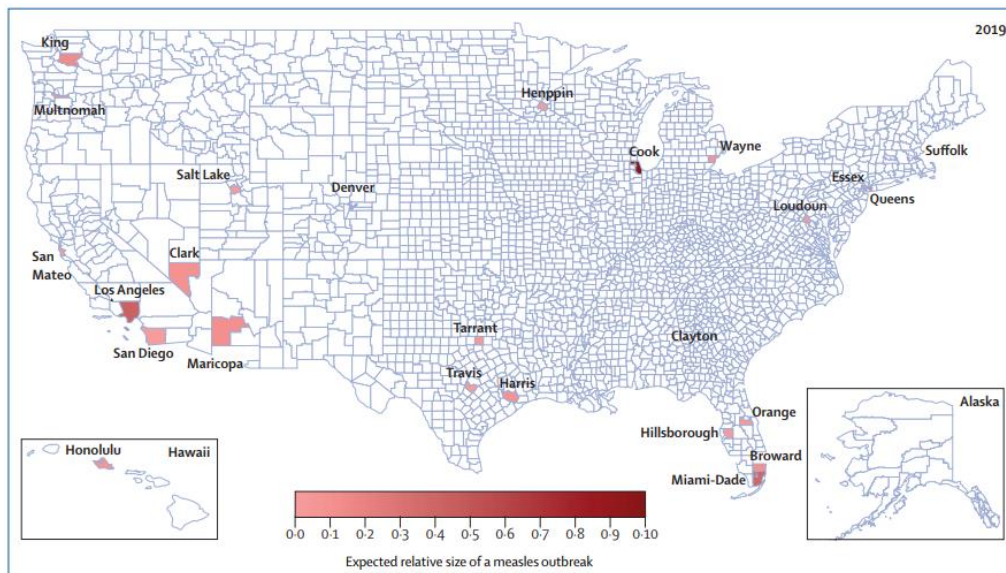 2019
King
Multnomah
Henppin
Wayne
Cook
Suffolk
Salt Lake
Denver
Essex
Queens
Loudoun
San
Mateo
Clark
Los Angeles
Tarrant
Clayton
San Diego
Maricopa
Travis
Harris
Orange
Alaska
Hillsborough
Broward
Honolulu
Hawaii
Miami-Dade
0·0
0·1
0·2
0·3
0·4
0·5
0·6
0·7
0·8
0·9
0·10
Expected relative size of a measles outbreak